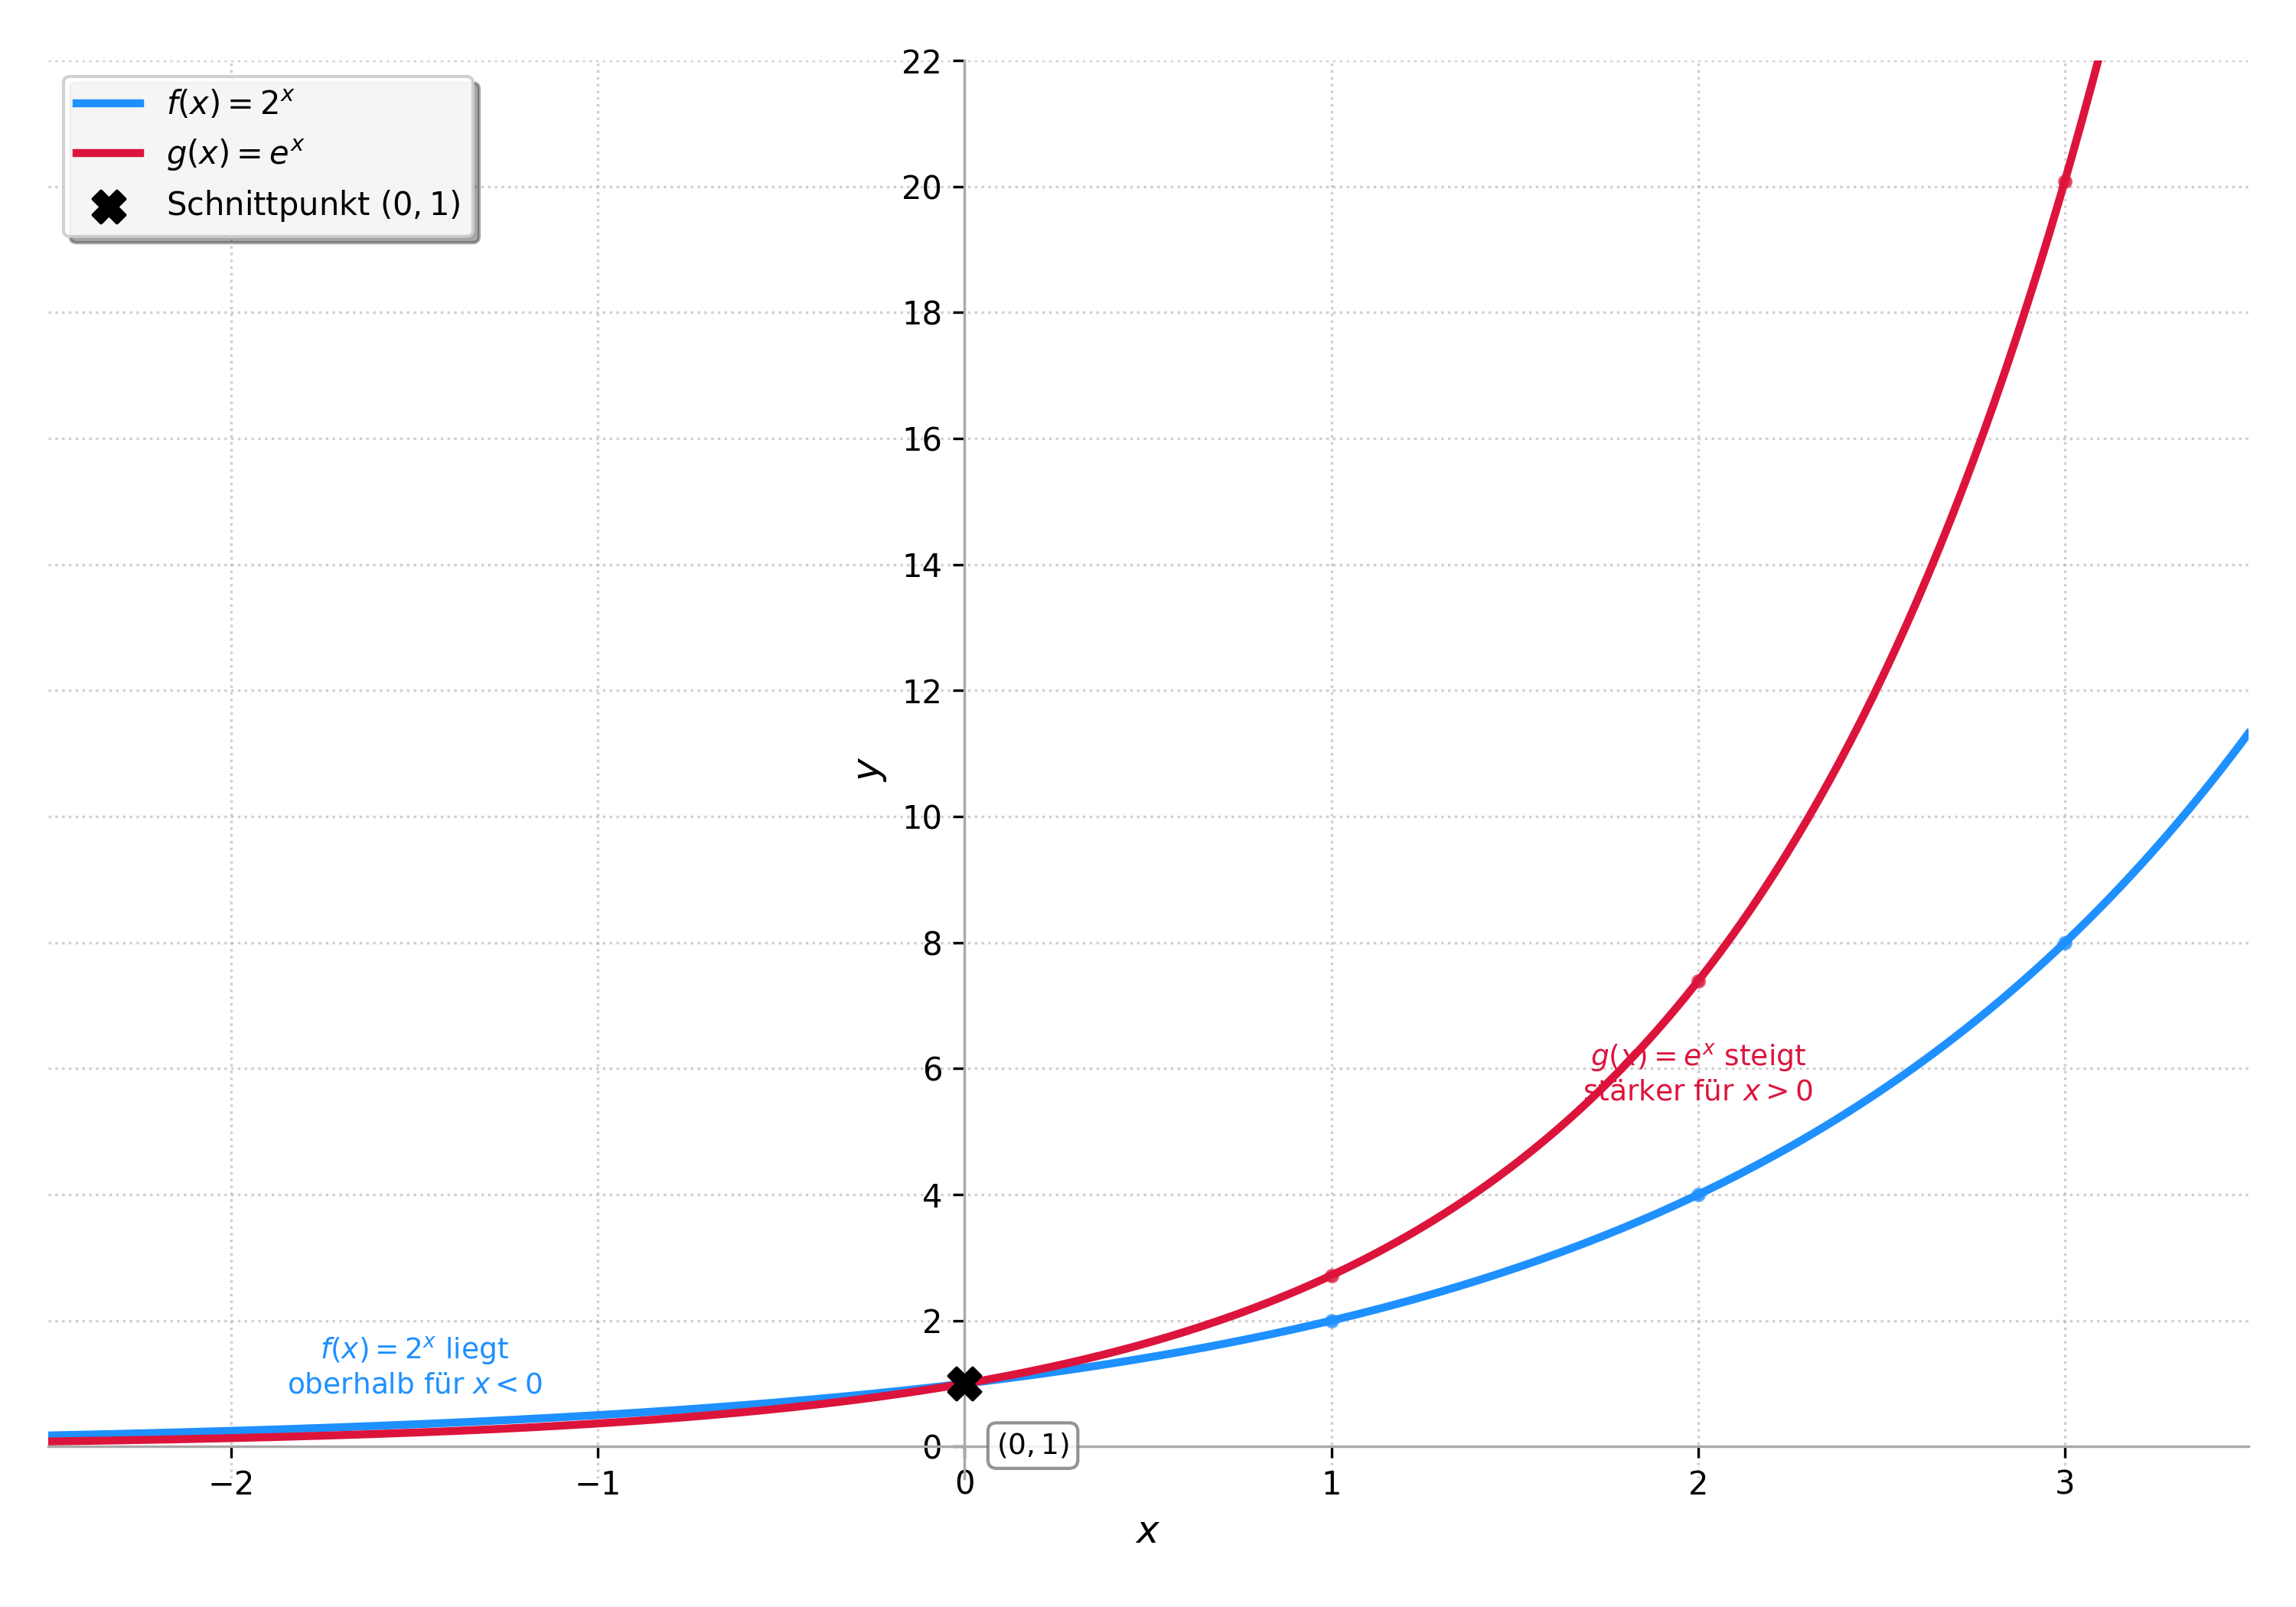 f(x) = 2^x
g(x) = e^x
Schnittpunkt (0, 1)
22
20
18
16
14
12
10
8
6
4
2
0
y
g(x) = e^x steigt
stärker für x > 0
f(x) = 2^x liegt
oberhalb für x < 0
(0, 1)
−2
−1
0
1
2
3
x